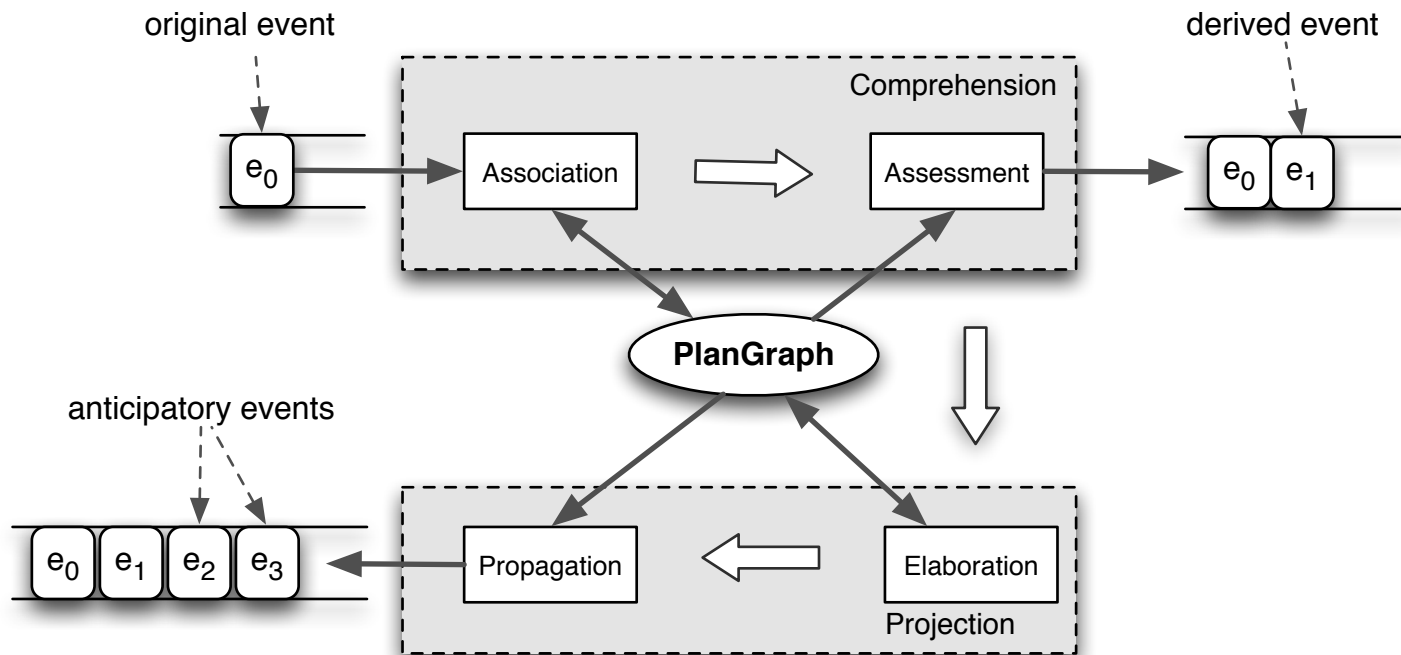 original event
derived event
Comprehension
e0
Association
Assessment
e0 e1
PlanGraph
anticipatory events
e0 e1 e2 e3
Propagation
Elaboration
Projection